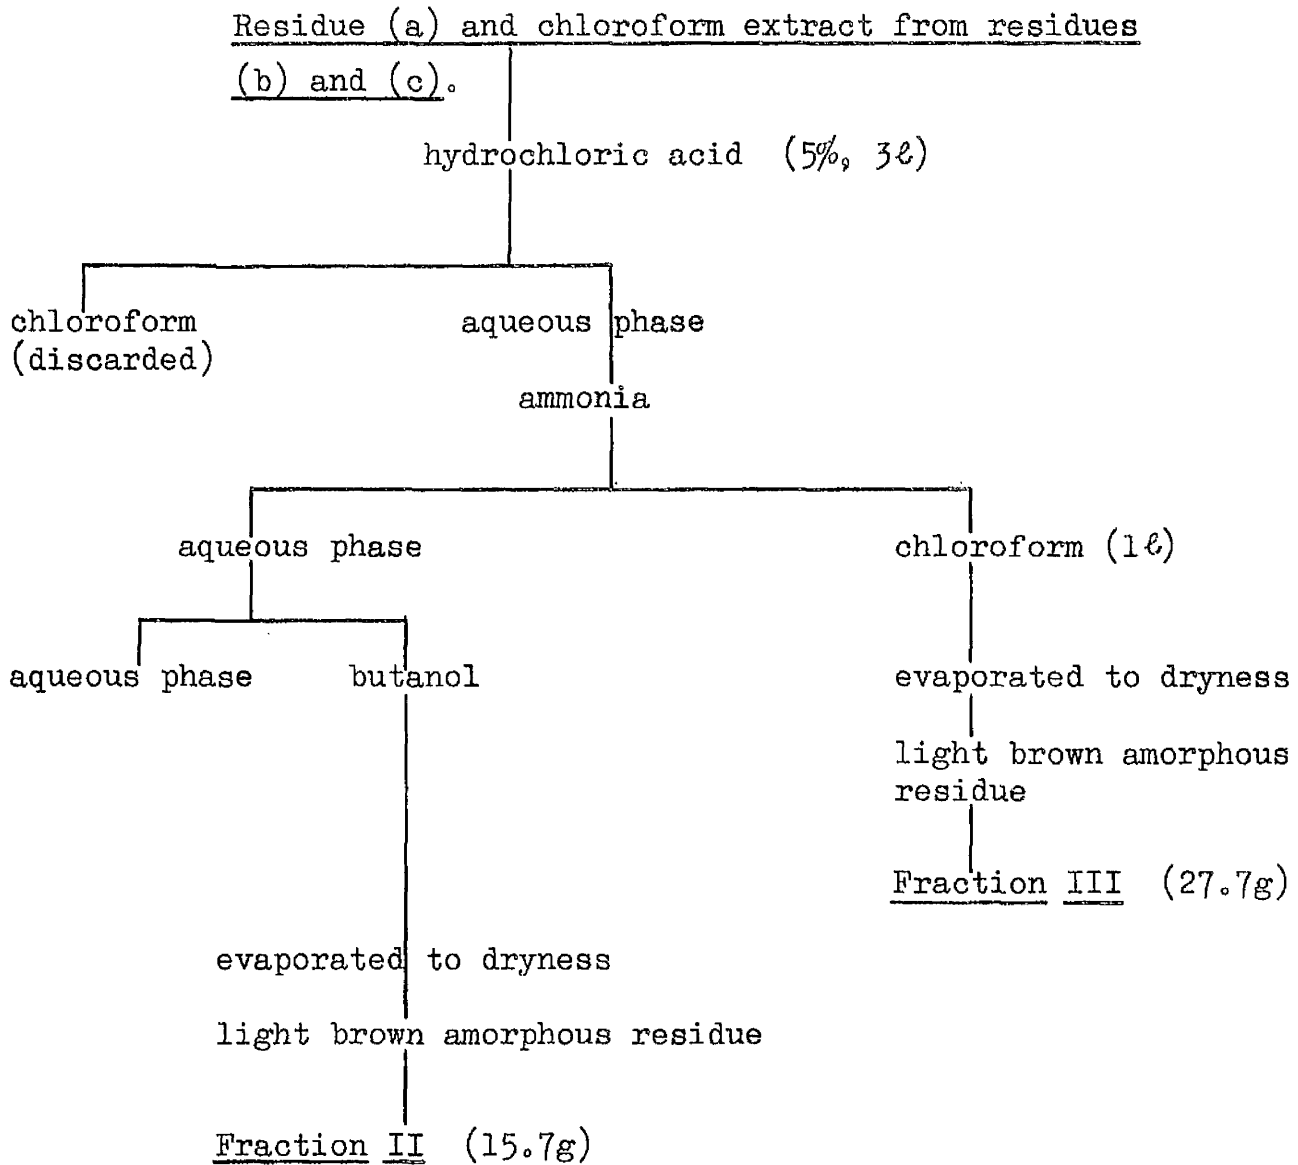 Residue (a) and chloroform extract from residues
(b) and (c).
hydrochloric acid (5%, 3ℓ)
chloroform
(discarded)
aqueous phase
ammonia
aqueous phase
chloroform (1ℓ)
aqueous phase
butanol
evaporated to dryness
light brown amorphous
residue
Fraction III (27.7g)
evaporated to dryness
light brown amorphous residue
Fraction II (15.7g)